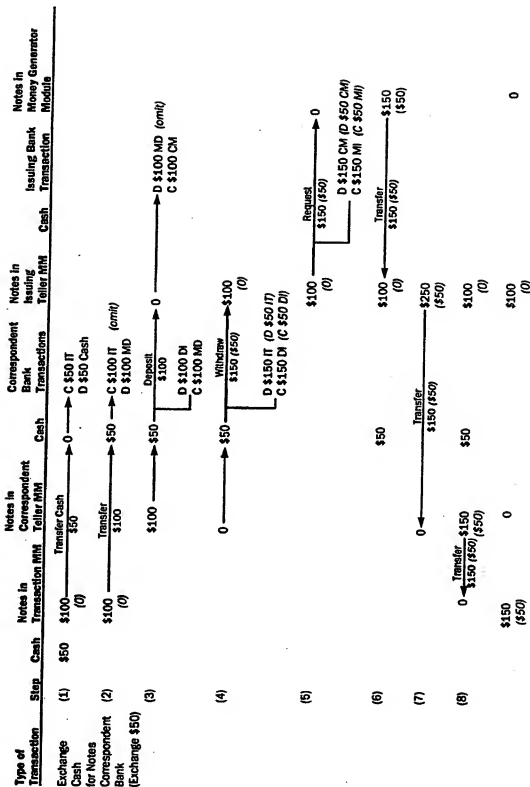 Type of Transaction Step Cash Notes in Transaction MM Notes in Correspondent Teller MM Cash Correspondent Bank Transactions Notes in Issuing Teller MM Cash Issuing Bank Transaction Notes in Money Generator Module
Exchange Cash for Notes Correspondent Bank (Exchange $50)
(1) $50 $100 (0) Transfer Cash $50 0 C $50 IT
D $50 Cash
(2) $100 (0) Transfer $100 $50 C $100 IT (omit)
D $100 MD
(3) $100 $50 Deposit $100 0 D $100 MD (omit)
C $100 CM
D $100 DI
C $100 MD
(4) 0 $50 Withdraw $150 ($50) $100 (0)
D $150 IT (D $50 IT)
C $150 DI (C $50 DI)
(5) $100 (0) Request $150 ($50) 0
D $150 CM (D $50 CM)
C $150 MI (C $50 MI)
(6) $50 $100 (0) Transfer $150 ($50) $150 ($50)
(7) 0 Transfer $150 ($50) $250 ($50)
(8) 0 Transfer $150 ($50) $150 ($50) $50 $100 (0)
$150 ($50) 0 $100 (0) 0